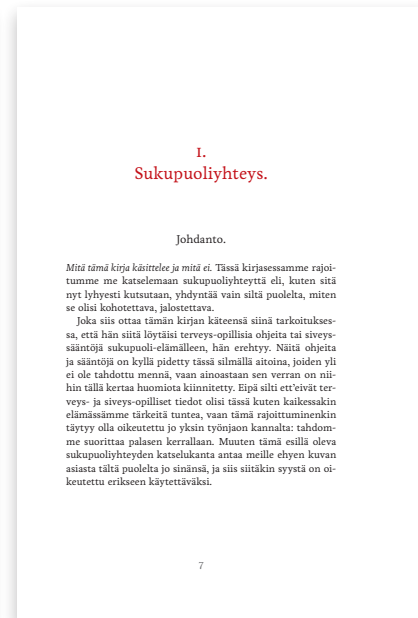 I.
Sukupuoliyhteys.
Johdanto.
Mitä tämä kirja käsittelee ja mitä ei. Tässä kirjasessamme rajoi-
tumme me katselemaan sukupuoliyhteyttä eli, kuten sitä
nyt lyhyesti kutsutaan, yhdyntää vain siltä puolelta, miten
se olisi kohotettava, jalostettava.
Joka siis ottaa tämän kirjan käteensä siinä tarkoitukses-
sa, että hän siitä löytäisi terveys-opillisia ohjeita tai siveys-
sääntöjä sukupuoli-elämälleen, hän erehtyy. Näitä ohjeita
ja sääntöjä on kyllä pidetty tässä silmällä aitoina, joiden yli
ei ole tahdottu mennä, vaan ainoastaan sen verran on nii-
hin tällä kertaa huomiota kiinnitetty. Eipä silti ett'eivät ter-
veys- ja siveys-opilliset tiedot olisi tässä kuten kaikessakin
elämässämme tärkeitä tuntea, vaan tämä rajoittuminenkin
täytyy olla oikeutettu jo yksin työnjaon kannalta: tahdom-
me suorittaa palasen kerrallaan. Muuten tämä esillä oleva
sukupuoliyhteyden katselukanta antaa meille ehyen kuvan
asiasta tältä puolelta jo sinänsä, ja siis siitäkin syystä on oi-
keutettu erikseen käytettäväksi.
7